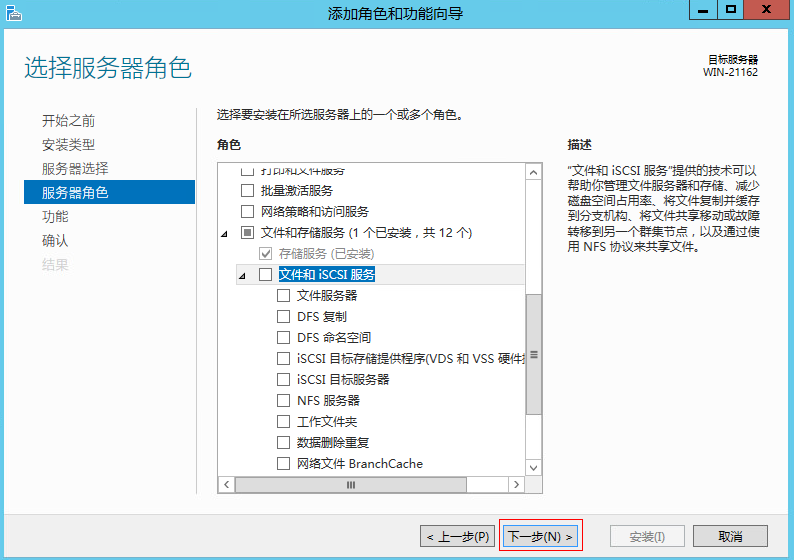 添加角色和功能向导
选择服务器角色
目标服务器
WIN-21162
开始之前
安装类型
服务器选择
服务器角色
功能
确认
结果
选择要安装在所选服务器上的一个或多个角色。
角色
打印和文件服务
批量激活服务
网络策略和访问服务
文件和存储服务 (1 个已安装，共 12 个)
存储服务 (已安装)
文件和 iSCSI 服务
文件服务器
DFS 复制
DFS 命名空间
iSCSI 目标存储提供程序(VDS 和 VSS 硬件
iSCSI 目标服务器
NFS 服务器
工作文件夹
数据删除重复
网络文件 BranchCache
描述
“文件和 iSCSI 服务”提供的技术可以
帮助你管理文件服务器和存储、减少
磁盘空间占用率、将文件复制并缓存
到分支机构、将文件共享移动或故障
转移到另一个群集节点，以及通过使
用 NFS 协议来共享文件。
< 上一步(P)
下一步(N) >
安装(I)
取消